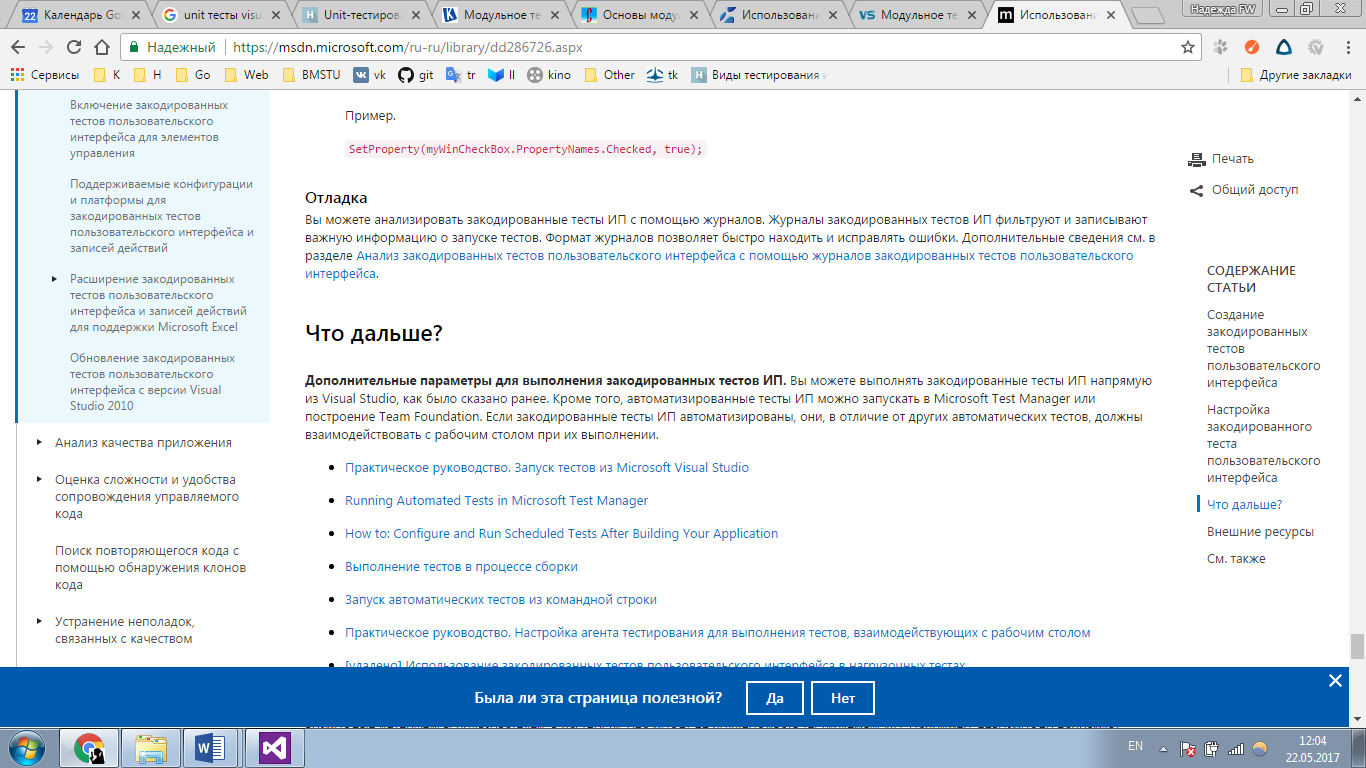 Календарь Go
unit тесты visu
Unit-тестирова
Модульное те
Основы моду
Использовани
Модульное те
Использовани
Надежда FW
Надежный
https://msdn.microsoft.com/ru-ru/library/dd286726.aspx
Сервисы
К
Н
Go
Web
BMSTU
vk
git
tr
ll
kino
Other
tk
Виды тестирования и
Другие закладки
Включение закодированных
тестов пользовательского
интерфейса для элементов
управления
Поддерживаемые конфигурации
и платформы для
закодированных тестов
пользовательского интерфейса и
записей действий
Расширение закодированных
тестов пользовательского
интерфейса и записей действий
для поддержки Microsoft Excel
Обновление закодированных
тестов пользовательского
интерфейса с версии Visual
Studio 2010
Анализ качества приложения
Оценка сложности и удобства
сопровождения управляемого
кода
Поиск повторяющегося кода с
помощью обнаружения клонов
кода
Устранение неполадок,
связанных с качеством
Пример.
SetProperty(myWinCheckBox.PropertyNames.Checked, true);
Отладка
Вы можете анализировать закодированные тесты ИП с помощью журналов. Журналы закодированных тестов ИП фильтруют и записывают
важную информацию о запуске тестов. Формат журналов позволяет быстро находить и исправлять ошибки. Дополнительные сведения см. в
разделе Анализ закодированных тестов пользовательского интерфейса с помощью журналов закодированных тестов пользовательского
интерфейса.
Что дальше?
Дополнительные параметры для выполнения закодированных тестов ИП. Вы можете выполнять закодированные тесты ИП напрямую
из Visual Studio, как было сказано ранее. Кроме того, автоматизированные тесты ИП можно запускать в Microsoft Test Manager или
построение Team Foundation. Если закодированные тесты ИП автоматизированы, они, в отличие от других автоматических тестов, должны
взаимодействовать с рабочим столом при их выполнении.
Практическое руководство. Запуск тестов из Microsoft Visual Studio
Running Automated Tests in Microsoft Test Manager
How to: Configure and Run Scheduled Tests After Building Your Application
Выполнение тестов в процессе сборки
Запуск автоматических тестов из командной строки
Практическое руководство. Настройка агента тестирования для выполнения тестов, взаимодействующих с рабочим столом
[удалено] Использование закодированных тестов пользовательского интерфейса в нагрузочных тестах
Печать
Общий доступ
СОДЕРЖАНИЕ
СТАТЬИ
Создание
закодированных
тестов
пользовательского
интерфейса
Настройка
закодированного
теста
пользовательского
интерфейса
Что дальше?
Внешние ресурсы
См. также
Была ли эта страница полезной?
Да
Нет
EN
12:04
22.05.2017